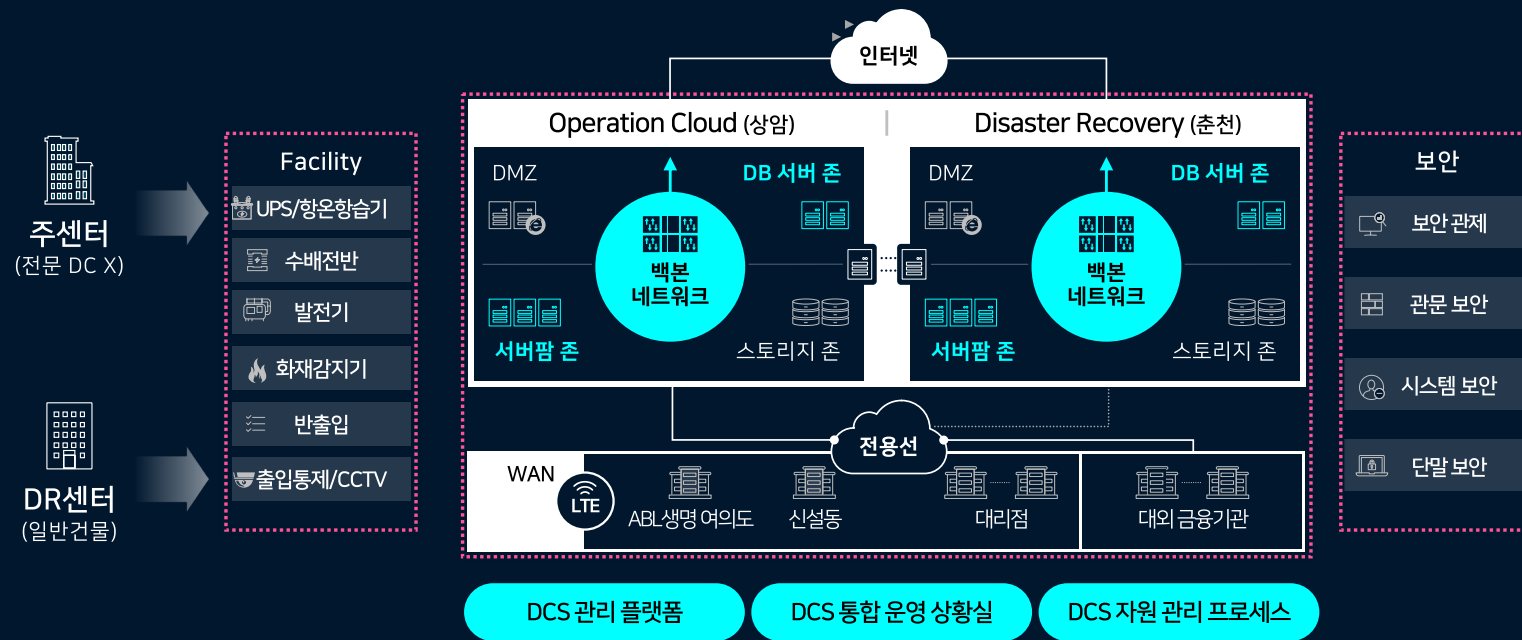 인터넷
주센터
(전문 DC X)
DR센터
(일반건물)
Facility
UPS/항온항습기
수배전반
발전기
화재감지기
반출입
출입통제/CCTV
Operation Cloud (상암)
DMZ
DB 서버 존
백본
네트워크
서버팜 존
스토리지 존
Disaster Recovery (춘천)
DMZ
DB 서버 존
백본
네트워크
서버팜 존
스토리지 존
전용선
WAN
LTE
ABL생명 여의도
신설동
대리점
대외 금융기관
보안
보안 관제
관문 보안
시스템 보안
단말 보안
DCS 관리 플랫폼
DCS 통합 운영 상황실
DCS 자원 관리 프로세스